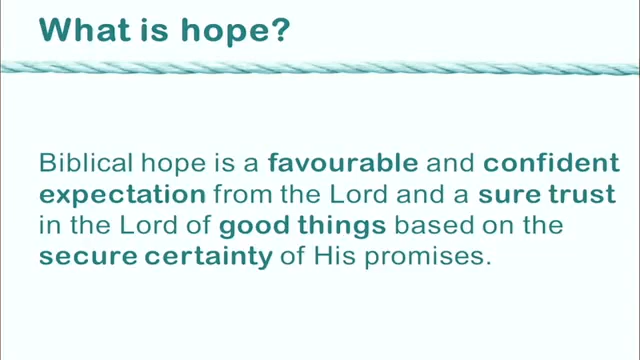 What is hope?
Biblical hope is a favourable and confident
expectation from the Lord and a sure trust
in the Lord of good things based on the
secure certainty of His promises.